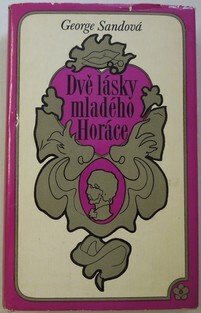 George Sandová
Dvě lásky
mladého
Horáce